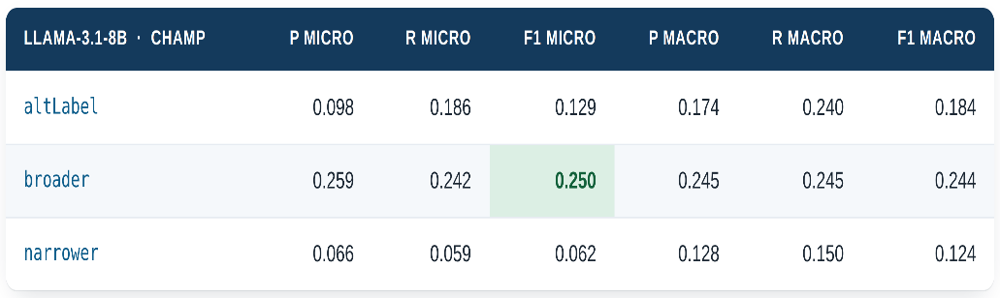 LLAMA-3.1-8B · CHAMP P MICRO R MICRO F1 MICRO P MACRO R MACRO F1 MACRO
altLabel 0.098 0.186 0.129 0.174 0.240 0.184
broader 0.259 0.242 0.250 0.245 0.245 0.244
narrower 0.066 0.059 0.062 0.128 0.150 0.124